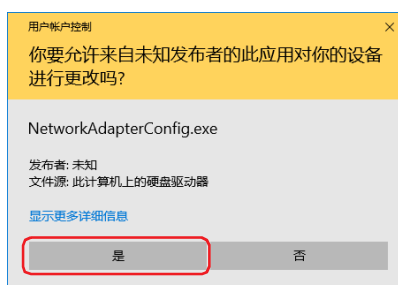 用户帐户控制
你要允许来自未知发布者的此应用对你的设备
进行更改吗?
NetworkAdapterConfig.exe
发布者: 未知
文件源: 此计算机上的硬盘驱动器
显示更多详细信息
是
否